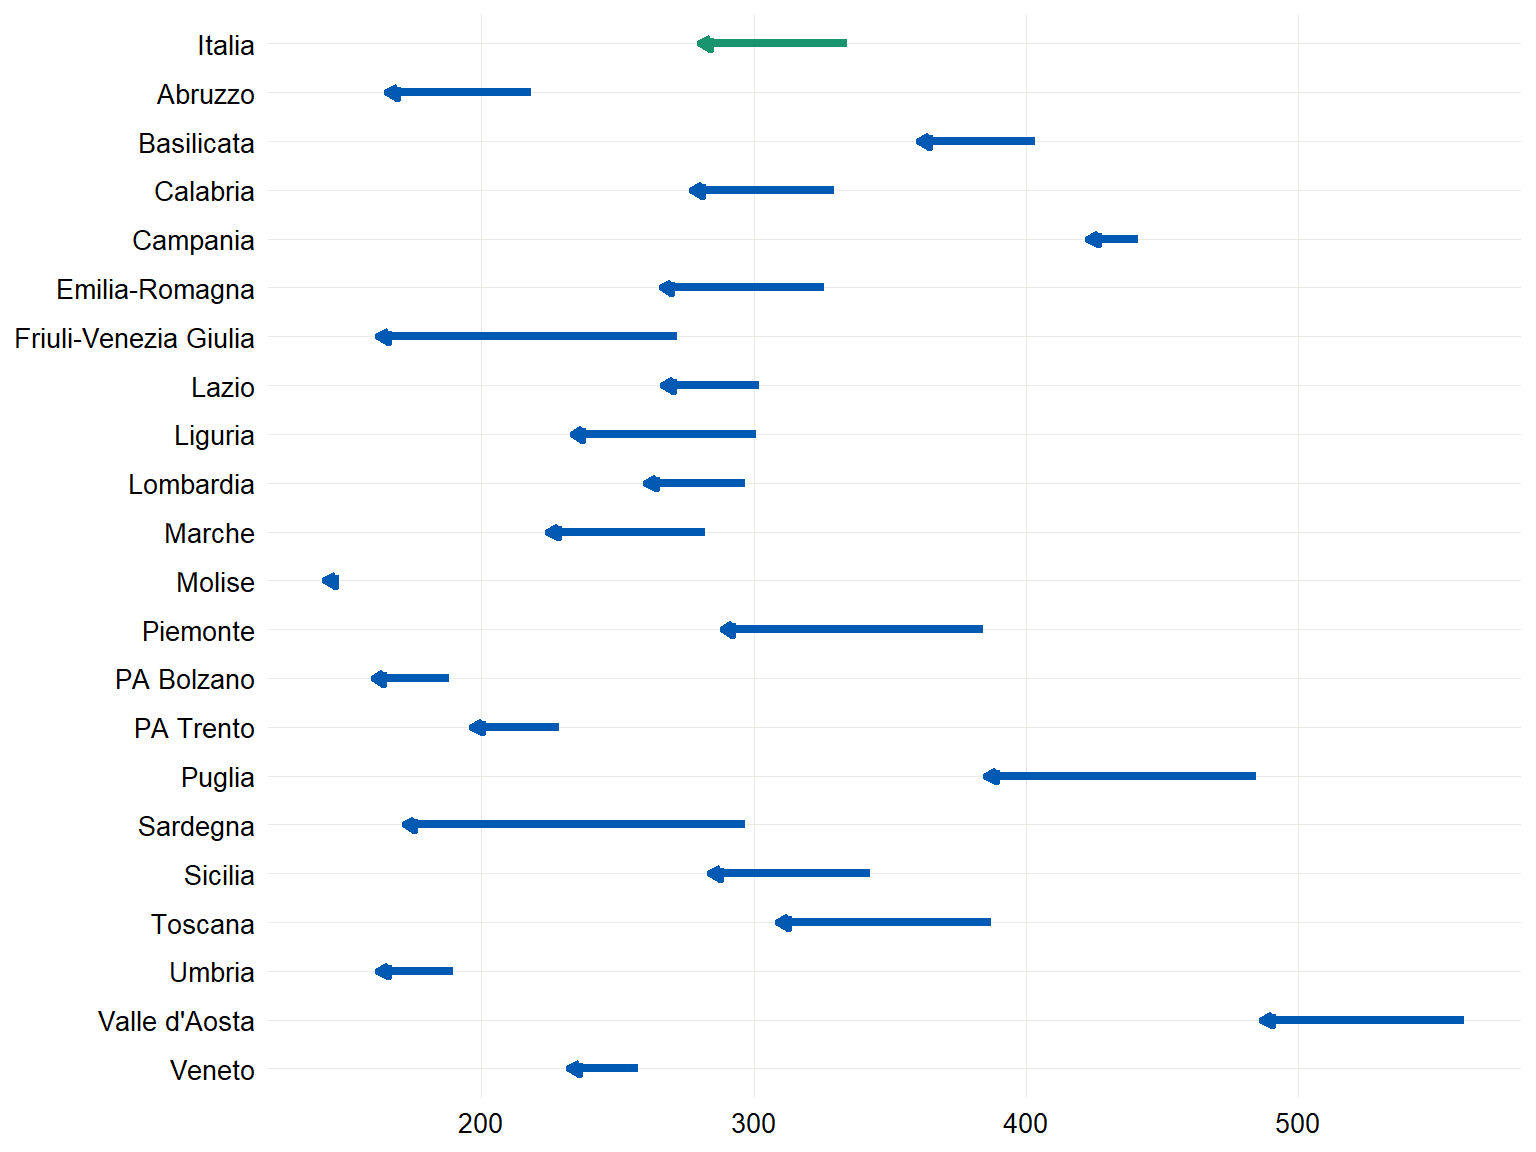 Italia
Abruzzo
Basilicata
Calabria
Campania
Emilia-Romagna
Friuli-Venezia Giulia
Lazio
Liguria
Lombardia
Marche
Molise
Piemonte
PA Bolzano
PA Trento
Puglia
Sardegna
Sicilia
Toscana
Umbria
Valle d'Aosta
Veneto
200 300 400 500